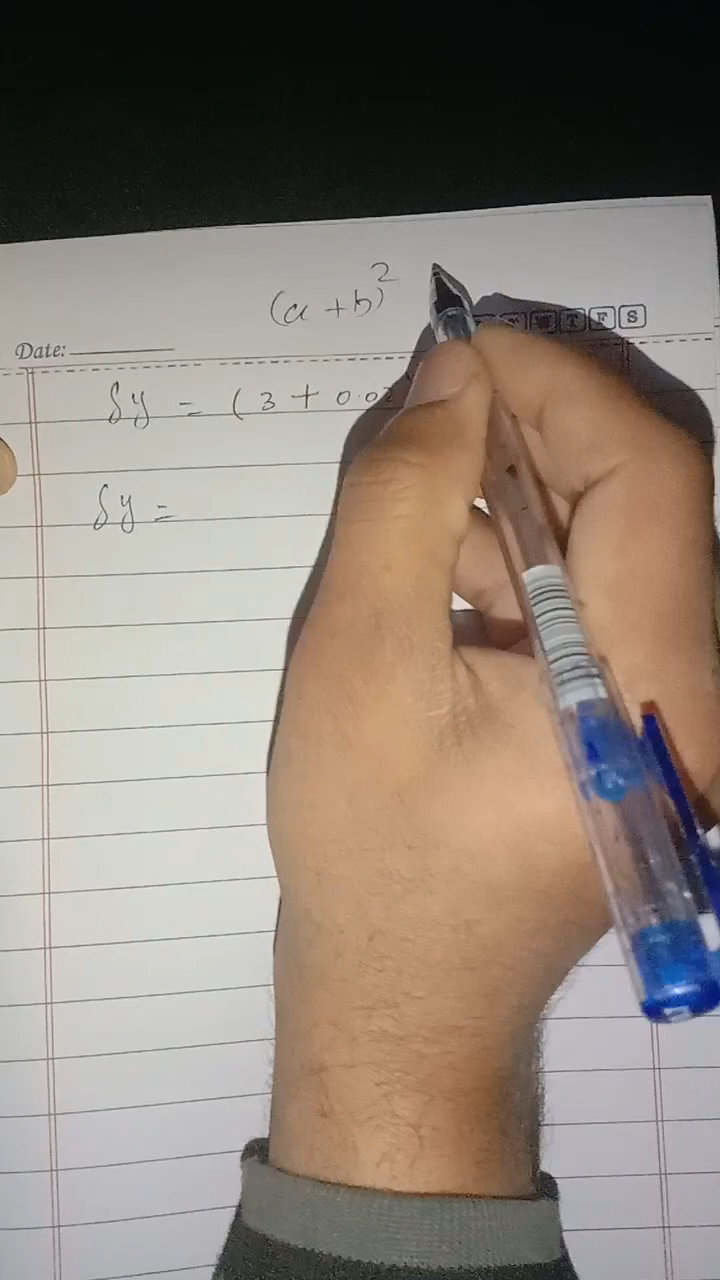 (a + b)²
T F S
Date:
δy = (3 + 0.02
δy =